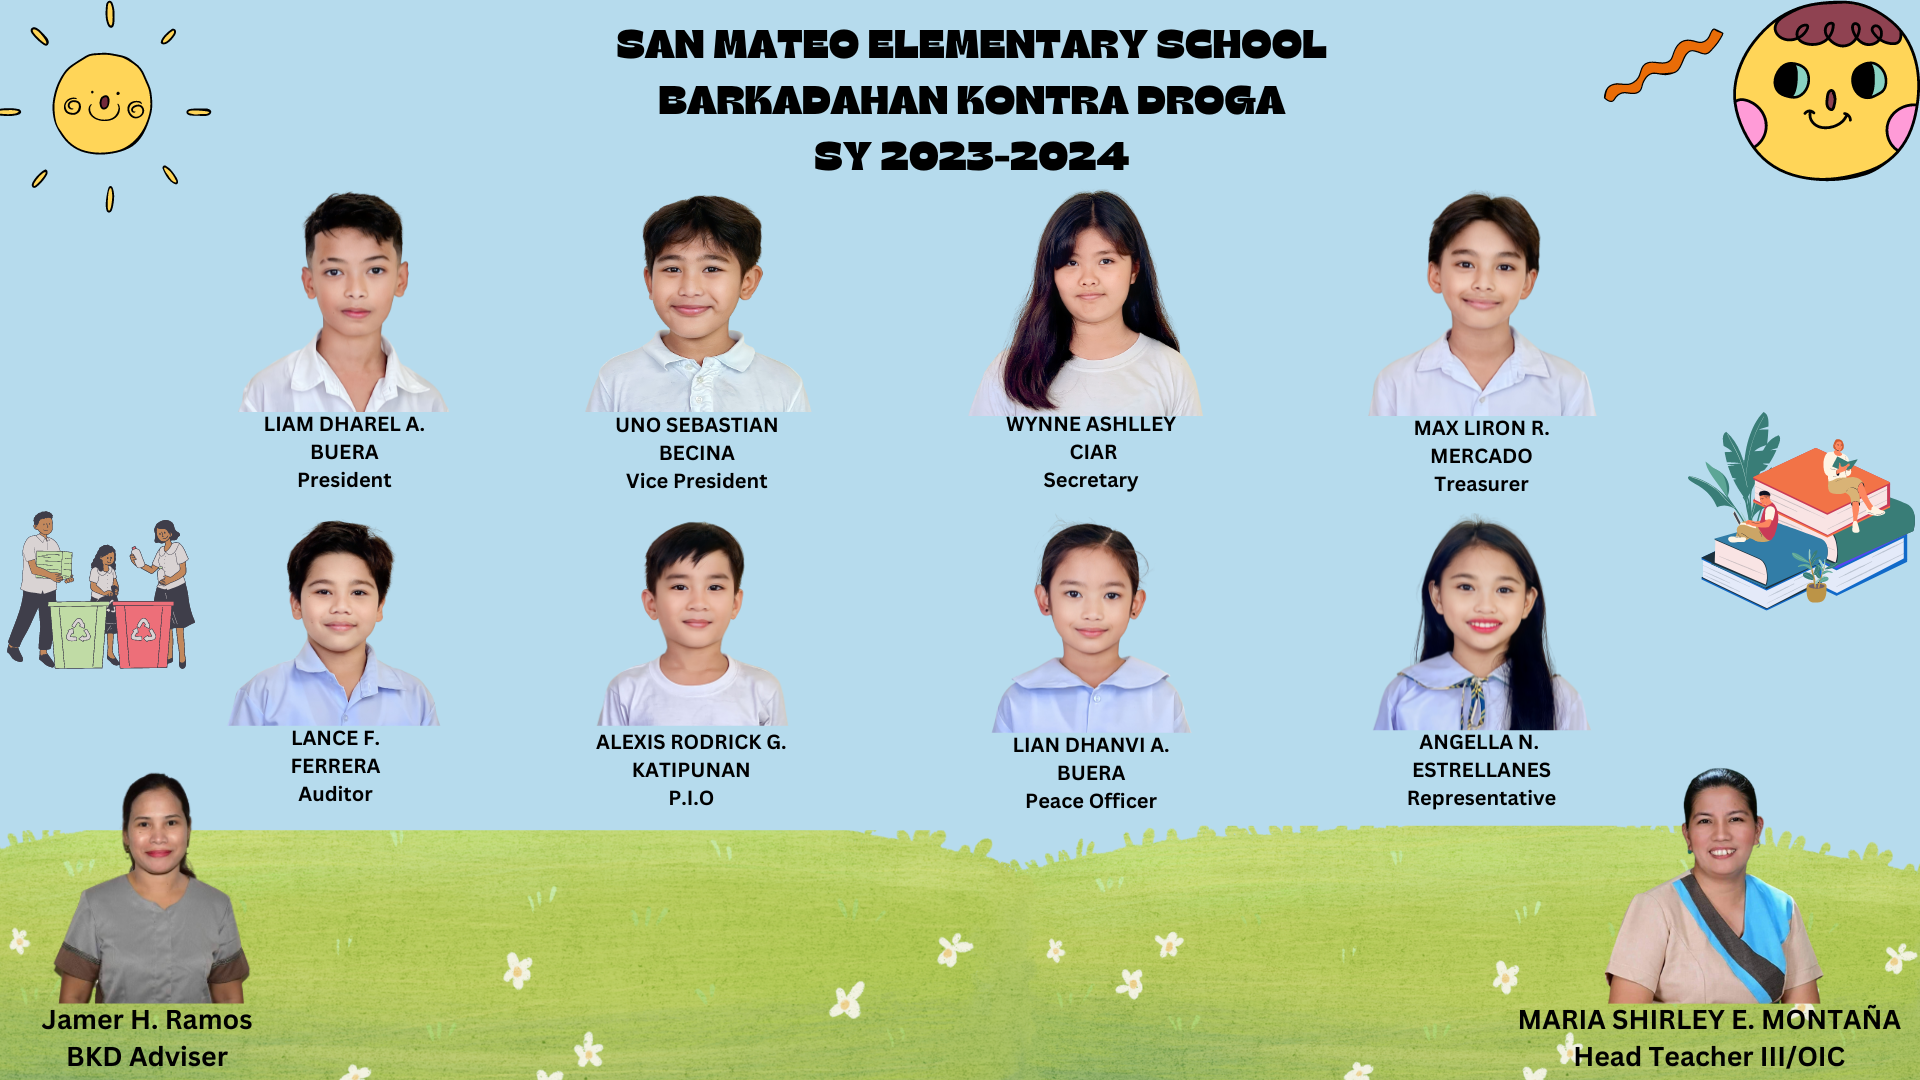 SAN MATEO ELEMENTARY SCHOOL
BARKADAHAN KONTRA DROGA
SY 2023-2024
LIAM DHAREL A.
BUERA
President
UNO SEBASTIAN
BECINA
Vice President
WYNNE ASHLLEY
CIAR
Secretary
MAX LIRON R.
MERCADO
Treasurer
LANCE F.
FERRERA
Auditor
ALEXIS RODRICK G.
KATIPUNAN
P.I.O
LIAN DHANVI A.
BUERA
Peace Officer
ANGELLA N.
ESTRELLANES
Representative
Jamer H. Ramos
BKD Adviser
MARIA SHIRLEY E. MONTAÑA
Head Teacher III/OIC